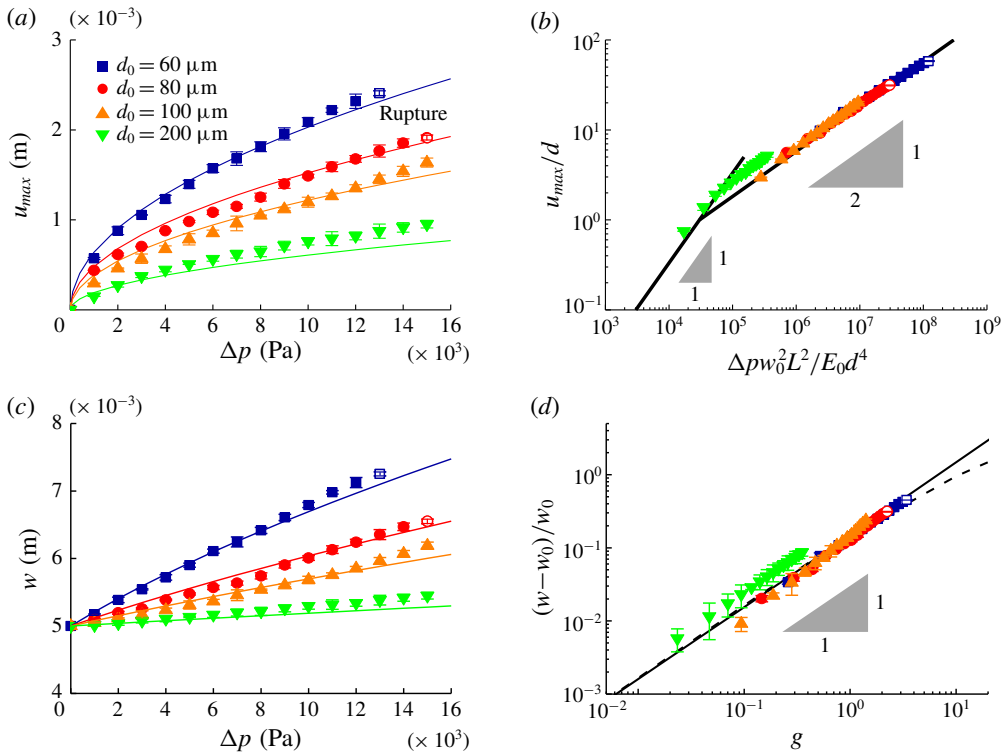 (a)
(× 10⁻³)
3
2
1
0
u_max (m)
d₀ = 60 μm
d₀ = 80 μm
d₀ = 100 μm
d₀ = 200 μm
Rupture
2 4 6 8 10 12 14 16
Δp (Pa)
(× 10³)
(b)
10²
10¹
10⁰
10⁻¹
u_max/d
1
2
1
1
10³ 10⁴ 10⁵ 10⁶ 10⁷ 10⁸ 10⁹
Δpw₀²L²/E₀d⁴
(c)
(× 10⁻³)
8
7
6
5
4
w (m)
0 2 4 6 8 10 12 14 16
Δp (Pa)
(× 10³)
(d)
10⁰
10⁻¹
10⁻²
10⁻³
(w−w₀)/w₀
1
1
10⁻² 10⁻¹ 10⁰ 10¹
g